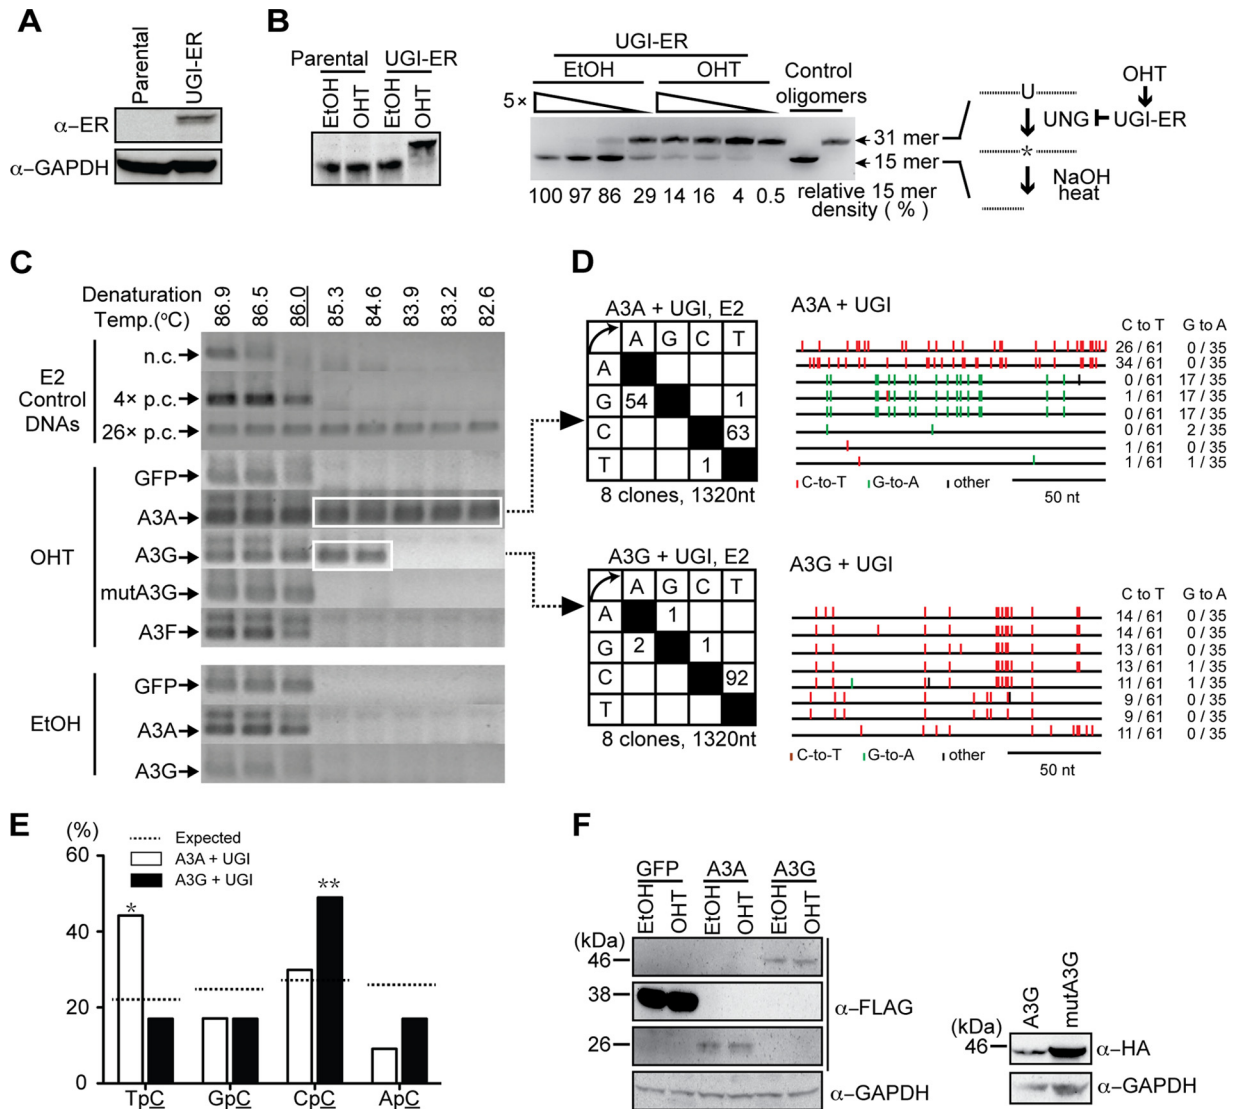 A
Parental
UGI-ER
α-ER
α-GAPDH
B
Parental UGI-ER
EtOH
OHT
EtOH
OHT
UGI-ER
EtOH OHT Control oligomers
5×
31 mer
15 mer
100 97 86 29 14 16 4 0.5 relative 15 mer density ( % )
U
OHT
UNG UGI-ER
*
NaOH
heat
C
Denaturation Temp.(°C)
86.9
86.5
86.0
85.3
84.6
83.9
83.2
82.6
E2 Control DNAs
n.c.
4× p.c.
26× p.c.
OHT
GFP
A3A
A3G
mutA3G
A3F
EtOH
GFP
A3A
A3G
D
A3A + UGI, E2
A G C T
A
G 54 1
C 63
T 1
8 clones, 1320nt
A3A + UGI
C to T G to A
26 / 61 0 / 35
34 / 61 0 / 35
0 / 61 17 / 35
1 / 61 17 / 35
0 / 61 17 / 35
0 / 61 2 / 35
1 / 61 0 / 35
1 / 61 1 / 35
C-to-T G-to-A other
50 nt
A3G + UGI, E2
A G C T
A 1
G 2 1
C 92
T
8 clones, 1320nt
A3G + UGI
C to T G to A
14 / 61 0 / 35
14 / 61 0 / 35
13 / 61 0 / 35
13 / 61 1 / 35
11 / 61 1 / 35
9 / 61 0 / 35
9 / 61 0 / 35
11 / 61 0 / 35
C-to-T G-to-A other
50 nt
E
(%)
Expected
A3A + UGI
A3G + UGI
60
40
20
0
*
**
TpC GpC CpC ApC
F
GFP A3A A3G
EtOH
OHT
EtOH
OHT
EtOH
OHT
(kDa)
46
38
26
α-FLAG
α-GAPDH
A3G
mutA3G
(kDa)
46
α-HA
α-GAPDH